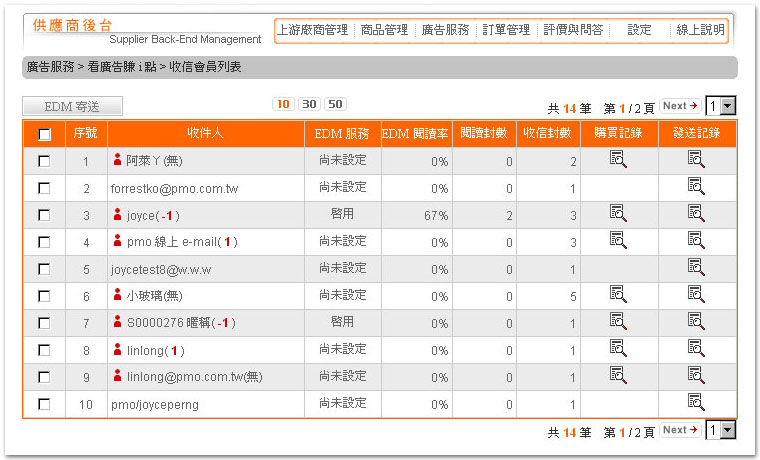 供應商後台
Supplier Back-End Management
上游廠商管理 商品管理 廣告服務 訂單管理 評價與問答 設定 線上說明
廣告服務 > 看廣告賺 i 點 > 收信會員列表
EDM 寄送 10 30 50 共 14 筆 第 1 / 2 頁 Next 1
序號 收件人 EDM 服務 EDM 閱讀率 閱讀封數 收信封數 購買記錄 發送記錄
1 阿萊丫(無) 尚未設定 0% 0 2
2 forrestko@pmo.com.tw 尚未設定 0% 0 1
3 joyce( -1 ) 啓用 67% 2 3
4 pmo 線上 e-mail( 1 ) 尚未設定 0% 0 3
5 joycetest8@w.w.w 尚未設定 0% 0 1
6 小玻璃(無) 尚未設定 0% 0 5
7 S0000276 暱稱( -1 ) 啓用 0% 0 1
8 linlong( 1 ) 尚未設定 0% 0 1
9 linlong@pmo.com.tw(無) 尚未設定 0% 0 1
10 pmo/joyceperng 尚未設定 0% 0 1
共 14 筆 第 1 / 2 頁 Next 1